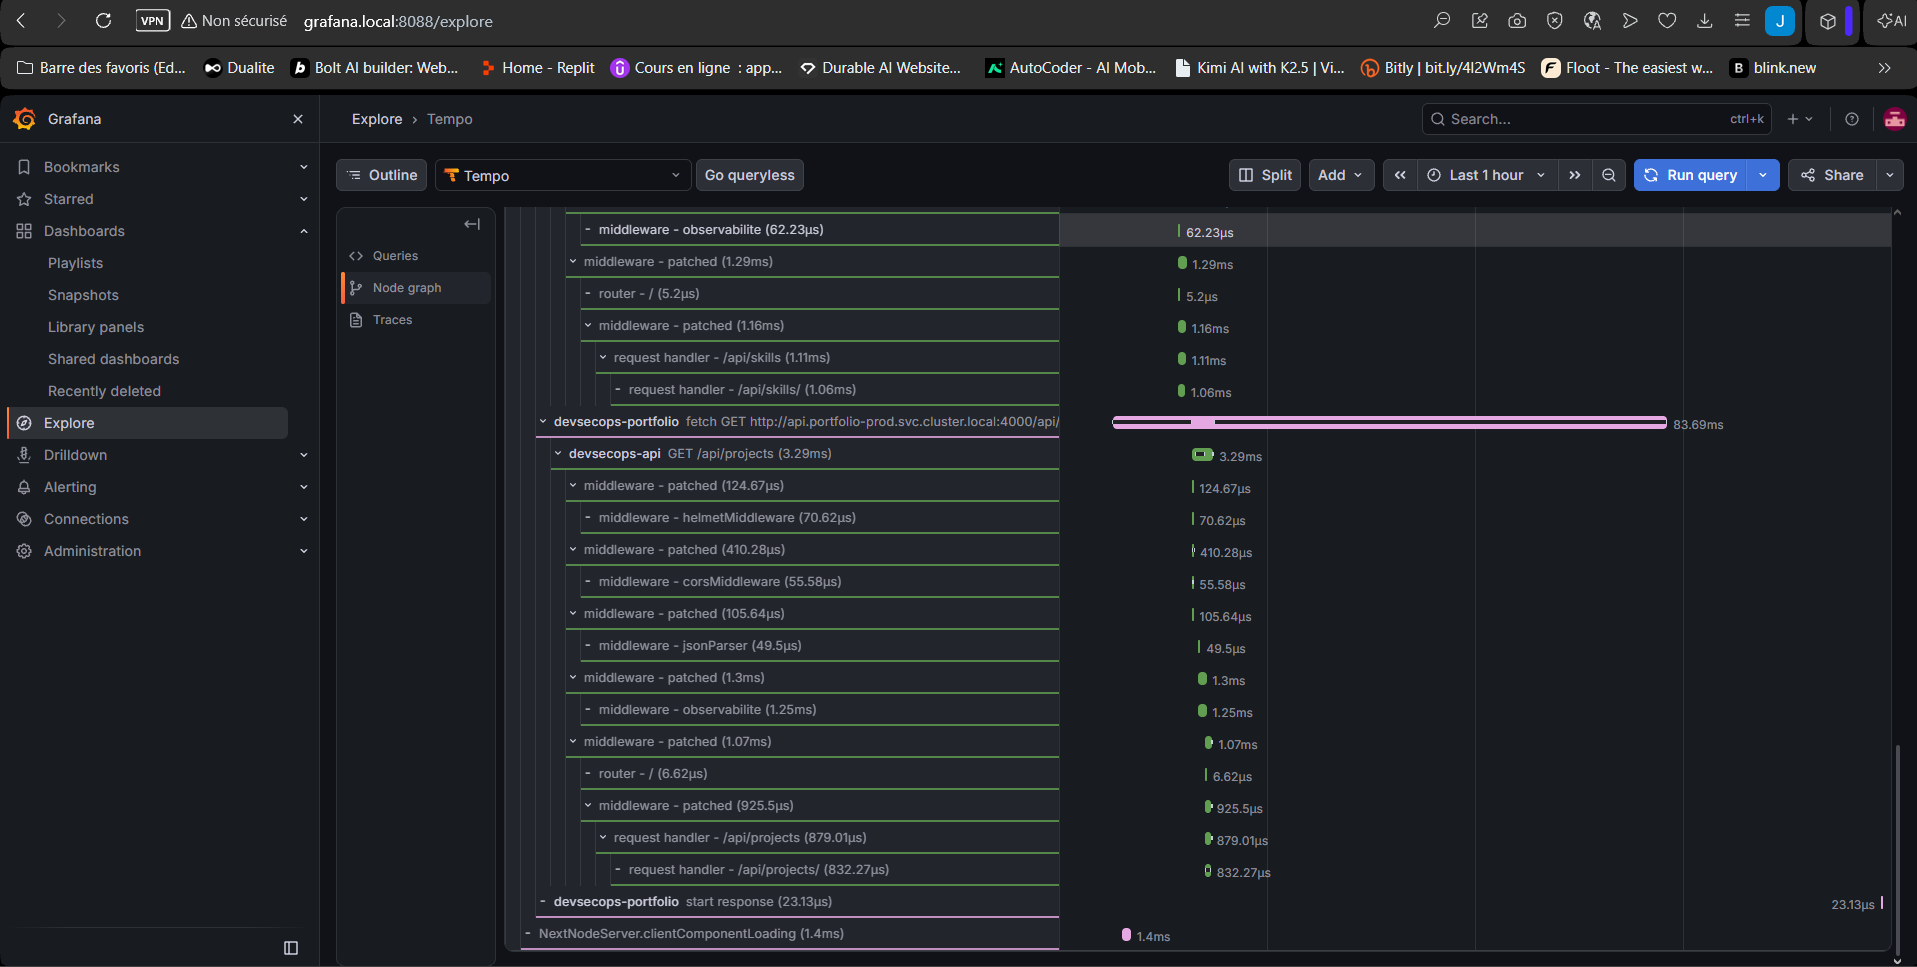 VPN Non sécurisé grafana.local:8088/explore J AI
Barre des favoris (Ed... Dualite Bolt AI builder: Web... Home - Replit Cours en ligne : app... Durable AI Website... AutoCoder - AI Mob... Kimi AI with K2.5 | Vi... Bitly | bit.ly/4l2Wm4S Floot - The easiest w... blink.new
Grafana
Explore › Tempo
Search... ctrl+k
Bookmarks
Starred
Dashboards
Playlists
Snapshots
Library panels
Shared dashboards
Recently deleted
Explore
Drilldown
Alerting
Connections
Administration
Outline Tempo Go queryless Split Add Last 1 hour Run query Share
Queries
Node graph
Traces
middleware - observabilite (62.23μs) 62.23μs
middleware - patched (1.29ms) 1.29ms
router - / (5.2μs) 5.2μs
middleware - patched (1.16ms) 1.16ms
request handler - /api/skills (1.11ms) 1.11ms
request handler - /api/skills/ (1.06ms) 1.06ms
devsecops-portfolio fetch GET http://api.portfolio-prod.svc.cluster.local:4000/api/ 83.69ms
devsecops-api GET /api/projects (3.29ms) 3.29ms
middleware - patched (124.67μs) 124.67μs
middleware - helmetMiddleware (70.62μs) 70.62μs
middleware - patched (410.28μs) 410.28μs
middleware - corsMiddleware (55.58μs) 55.58μs
middleware - patched (105.64μs) 105.64μs
middleware - jsonParser (49.5μs) 49.5μs
middleware - patched (1.3ms) 1.3ms
middleware - observabilite (1.25ms) 1.25ms
middleware - patched (1.07ms) 1.07ms
router - / (6.62μs) 6.62μs
middleware - patched (925.5μs) 925.5μs
request handler - /api/projects (879.01μs) 879.01μs
request handler - /api/projects/ (832.27μs) 832.27μs
devsecops-portfolio start response (23.13μs) 23.13μs
NextNodeServer.clientComponentLoading (1.4ms) 1.4ms